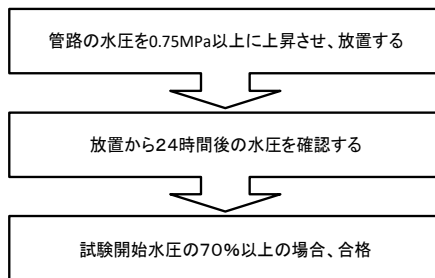 管路の水圧を0.75MPa以上に上昇させ、放置する
放置から24時間後の水圧を確認する
試験開始水圧の70%以上の場合、合格